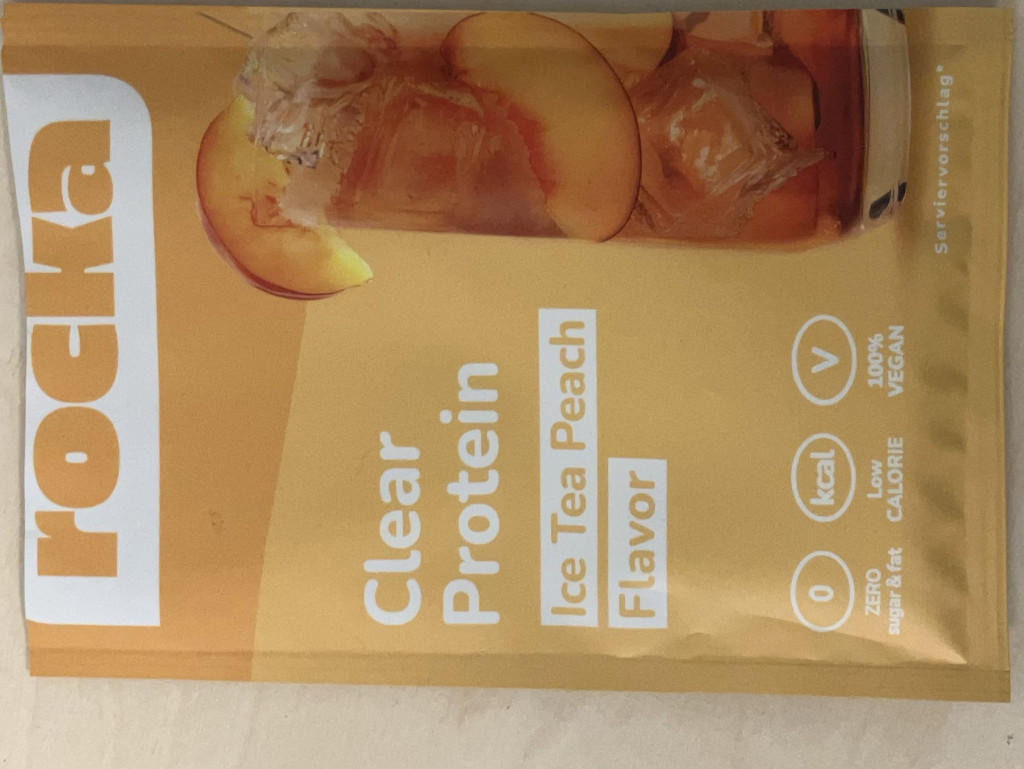 rocka
Clear
Protein
Ice Tea Peach
Flavor
0
ZERO
sugar & fat
kcal
Low
CALORIE
V
100%
VEGAN
Serviervorschlag*